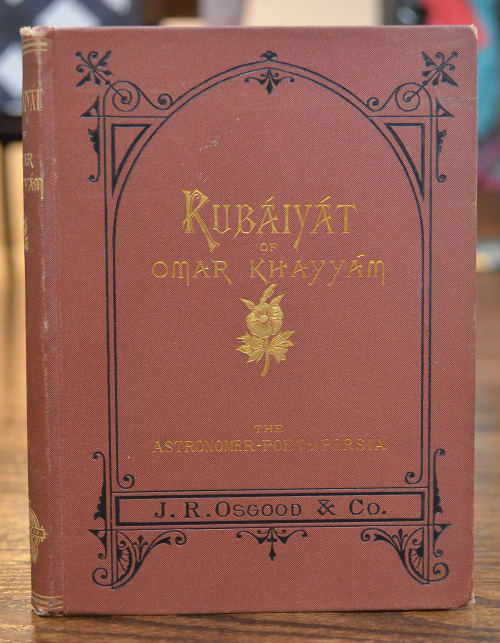 RUBÁIYÁT
OF
OMAR KHAYYÁM
THE
ASTRONOMER-POET OF PERSIA
J. R. OSGOOD & CO.